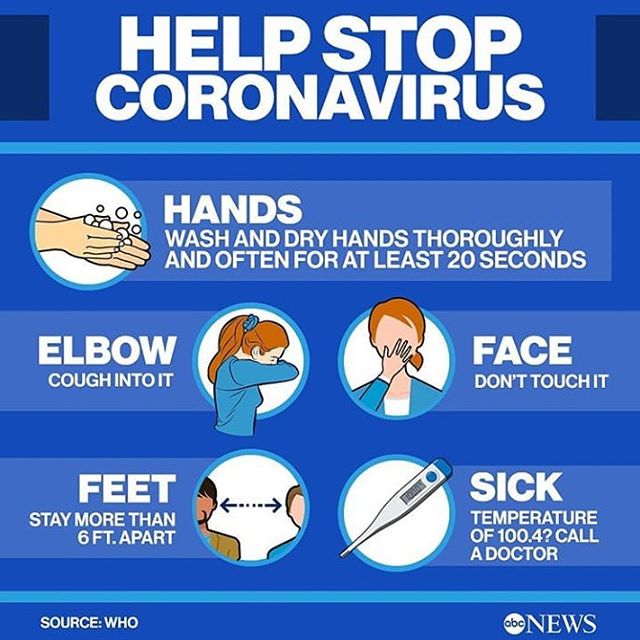 HELP STOP
CORONAVIRUS
HANDS
WASH AND DRY HANDS THOROUGHLY
AND OFTEN FOR AT LEAST 20 SECONDS
ELBOW
COUGH INTO IT
FACE
DON'T TOUCH IT
FEET
STAY MORE THAN
6 FT. APART
SICK
TEMPERATURE
OF 100.4? CALL
A DOCTOR
SOURCE: WHO
abc NEWS